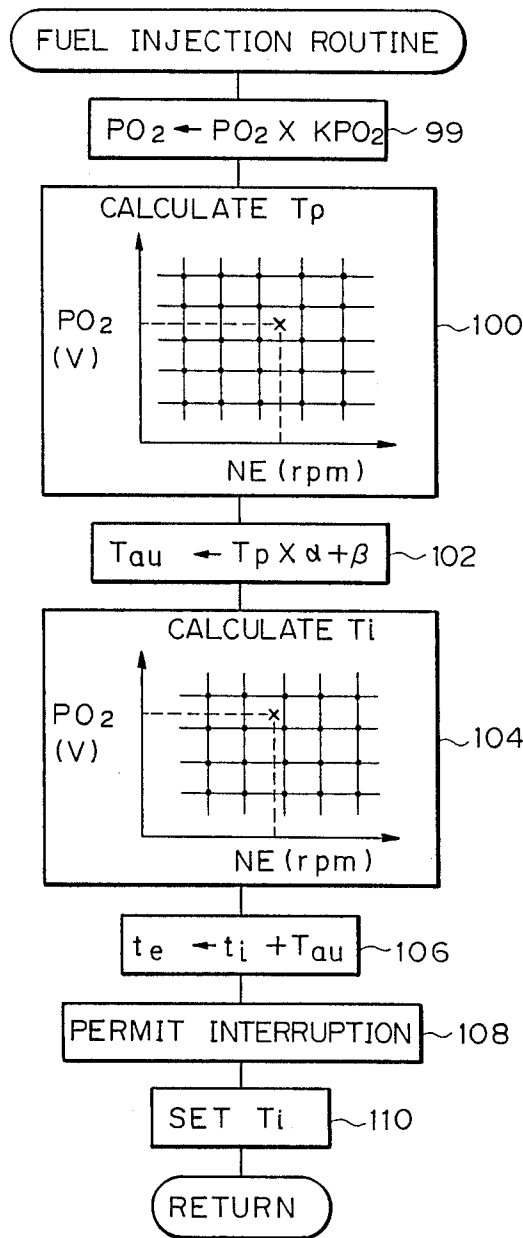 FUEL INJECTION ROUTINE
PO2 ← PO2 X KPO2 99
CALCULATE Tp
PO2
(V)
NE (rpm)
100
Tau ← Tp X α+β 102
CALCULATE Ti
PO2
(V)
NE (rpm)
104
te ← ti + Tau 106
PERMIT INTERRUPTION 108
SET Ti 110
RETURN